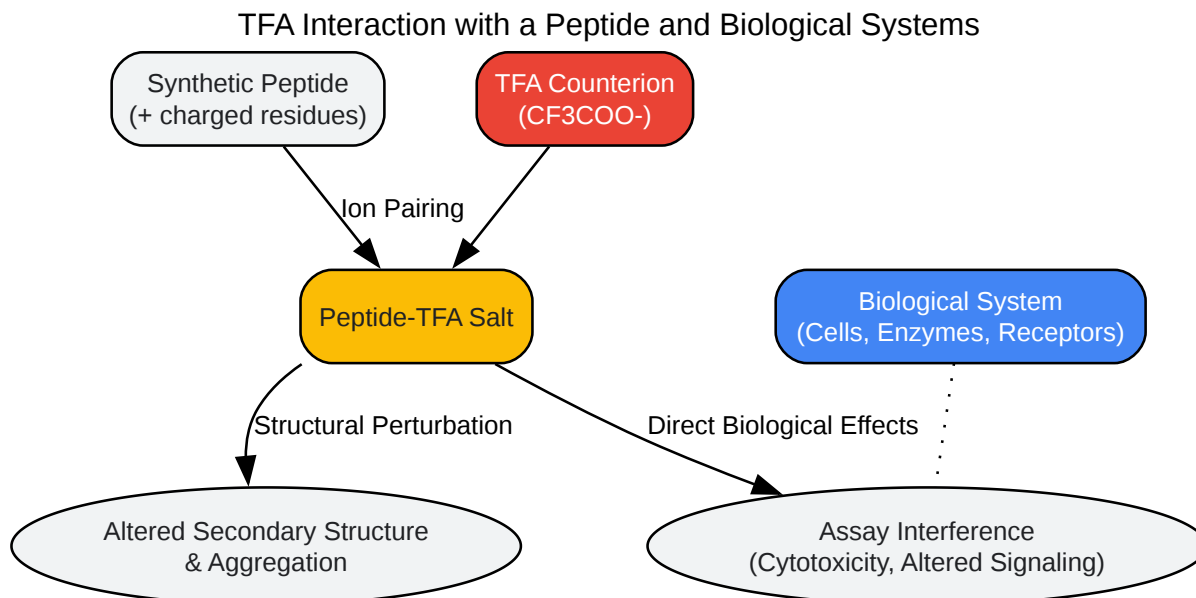 TFA Interaction with a Peptide and Biological Systems
Synthetic Peptide
(+ charged residues)
TFA Counterion
(CF3COO-)
Ion Pairing
Peptide-TFA Salt
Biological System
(Cells, Enzymes, Receptors)
Structural Perturbation
Direct Biological Effects
Altered Secondary Structure
& Aggregation
Assay Interference
(Cytotoxicity, Altered Signaling)